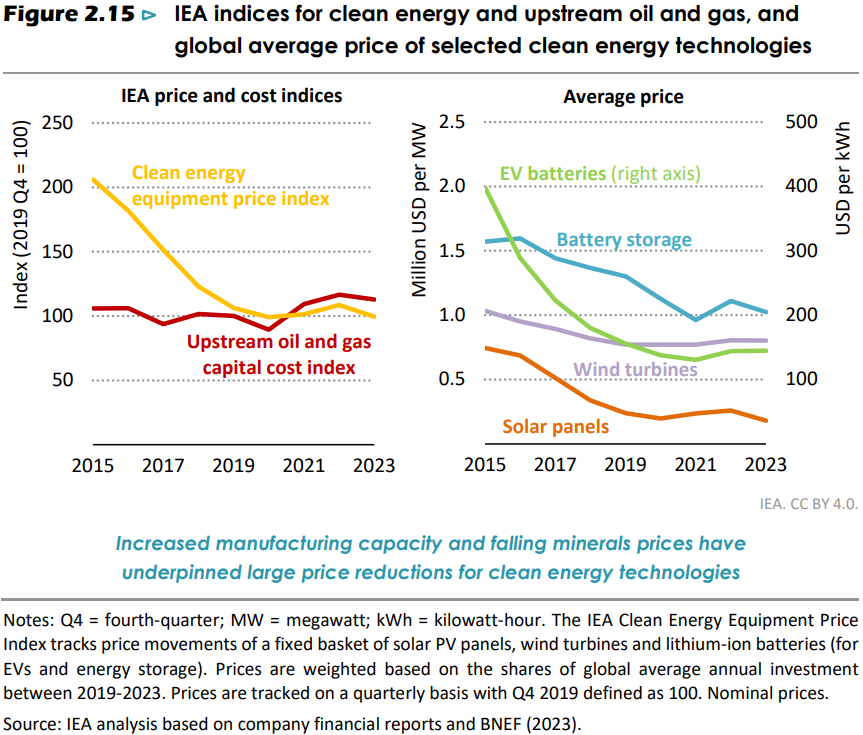 Figure 2.15 ▷ IEA indices for clean energy and upstream oil and gas, and
global average price of selected clean energy technologies
IEA price and cost indices
Index (2019 Q4 = 100)
250
200
150
100
50
Clean energy
equipment price index
Upstream oil and gas
capital cost index
2015 2017 2019 2021 2023
Average price
Million USD per MW
2.5
2.0
1.5
1.0
0.5
EV batteries (right axis)
Battery storage
Wind turbines
Solar panels
500
400
300
200
100
USD per kWh
2015 2017 2019 2021 2023
IEA. CC BY 4.0.
Increased manufacturing capacity and falling minerals prices have
underpinned large price reductions for clean energy technologies
Notes: Q4 = fourth-quarter; MW = megawatt; kWh = kilowatt-hour. The IEA Clean Energy Equipment Price
Index tracks price movements of a fixed basket of solar PV panels, wind turbines and lithium-ion batteries (for
EVs and energy storage). Prices are weighted based on the shares of global average annual investment
between 2019-2023. Prices are tracked on a quarterly basis with Q4 2019 defined as 100. Nominal prices.
Source: IEA analysis based on company financial reports and BNEF (2023).